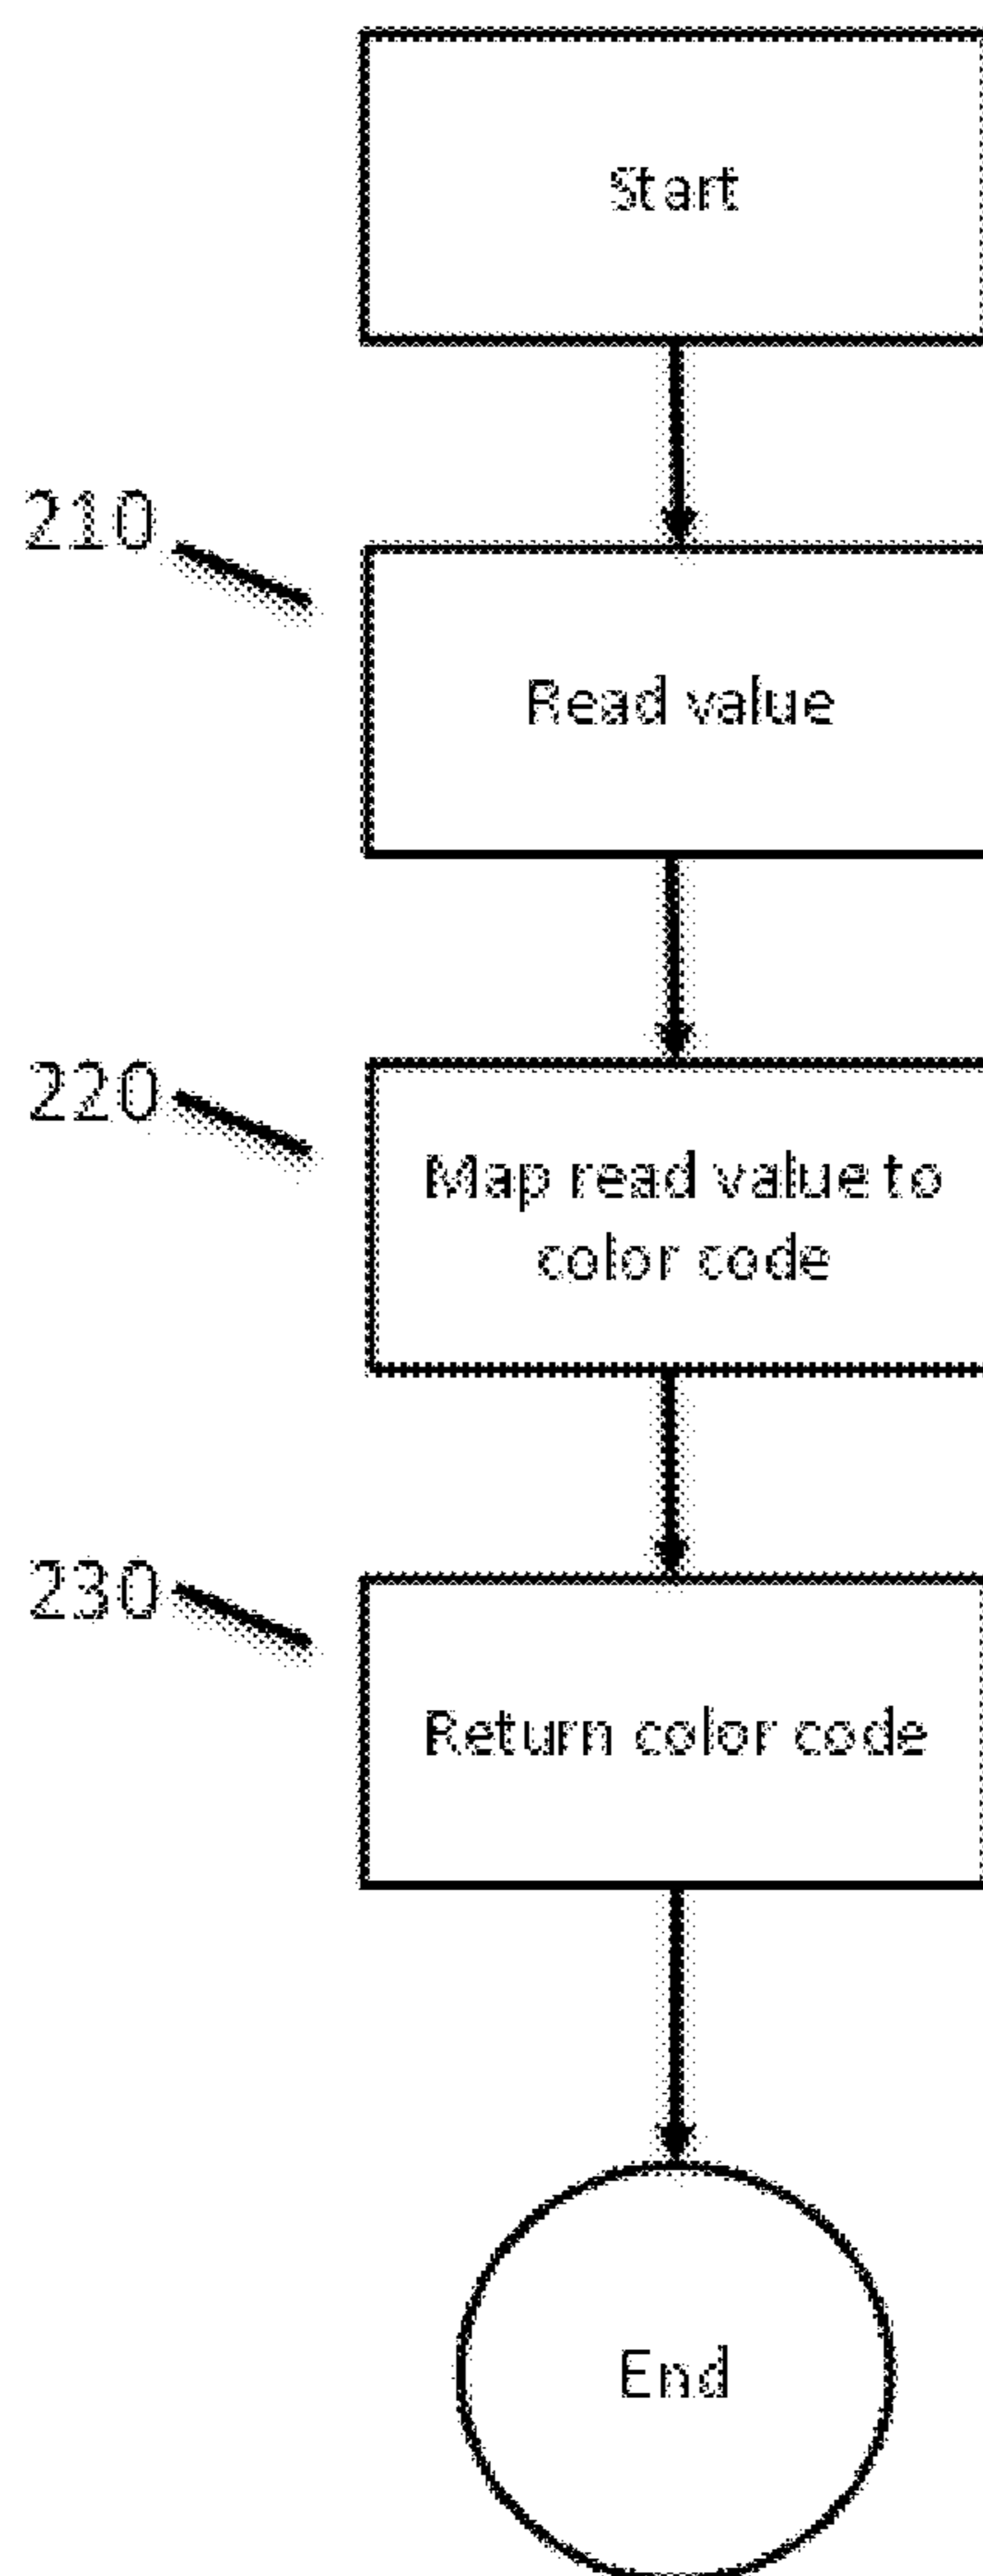 Start
210
Read value
220
Map read value to
color code
230
Return color code
End